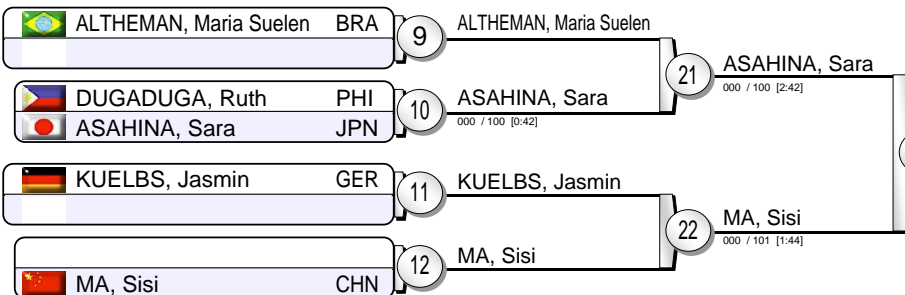 ALTHEMAN, Maria Suelen BRA
9
ALTHEMAN, Maria Suelen
21
ASAHINA, Sara
000 / 100 [2:42]
DUGADUGA, Ruth PHI
ASAHINA, Sara JPN
10
ASAHINA, Sara
000 / 100 [0:42]
KUELBS, Jasmin GER
11
KUELBS, Jasmin
22
MA, Sisi
000 / 101 [1:44]
MA, Sisi CHN
12
MA, Sisi